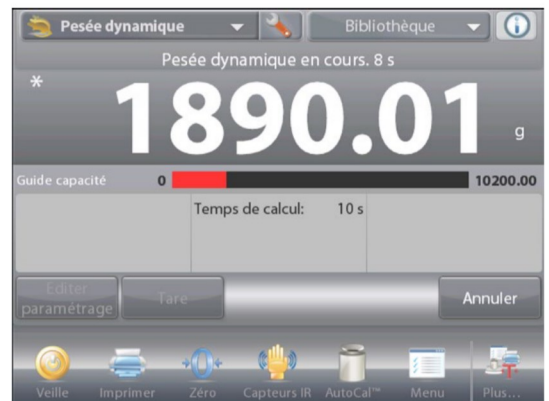 Pesée dynamique Bibliothèque
Pesée dynamique en cours. 8 s
* 1890.01 g
Guide capacité 0 10200.00
Temps de calcul: 10 s
Editer paramétrage Tare Annuler
Veille Imprimer Zéro Capteurs IR AutoCal™ Menu Plus...